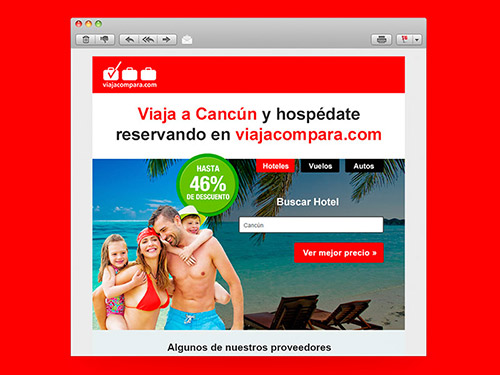 viajacompara.com
Viaja a Cancún y hospédate
reservando en viajacompara.com
HASTA
46%
DE DESCUENTO
Hoteles
Vuelos
Autos
Buscar Hotel
Cancún
Ver mejor precio »
Algunos de nuestros proveedores